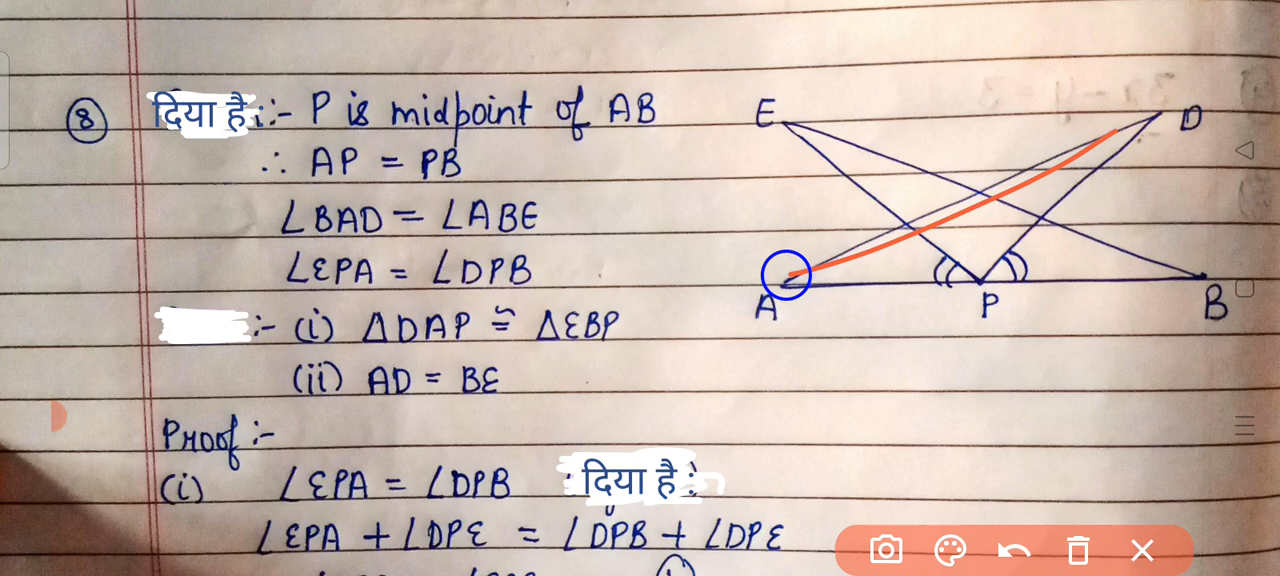 (8) दिया है :- P is midpoint of AB
∴ AP = PB
∠BAD = ∠ABE
∠EPA = ∠DPB
:- (i) ΔDAP ≅ ΔEBP
(ii) AD = BE
Proof :-
(i) ∠EPA = ∠DPB दिया है :
∠EPA + ∠DPE = ∠DPB + ∠DPE
E D
A P B